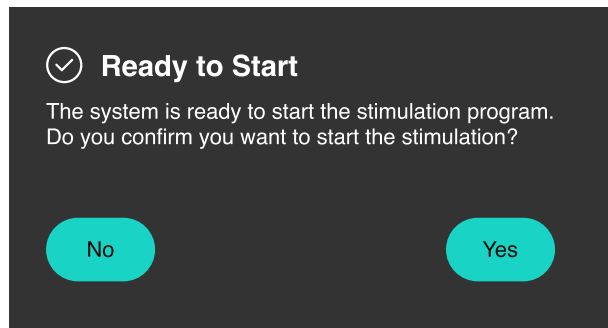 Ready to Start
The system is ready to start the stimulation program.
Do you confirm you want to start the stimulation?
No
Yes